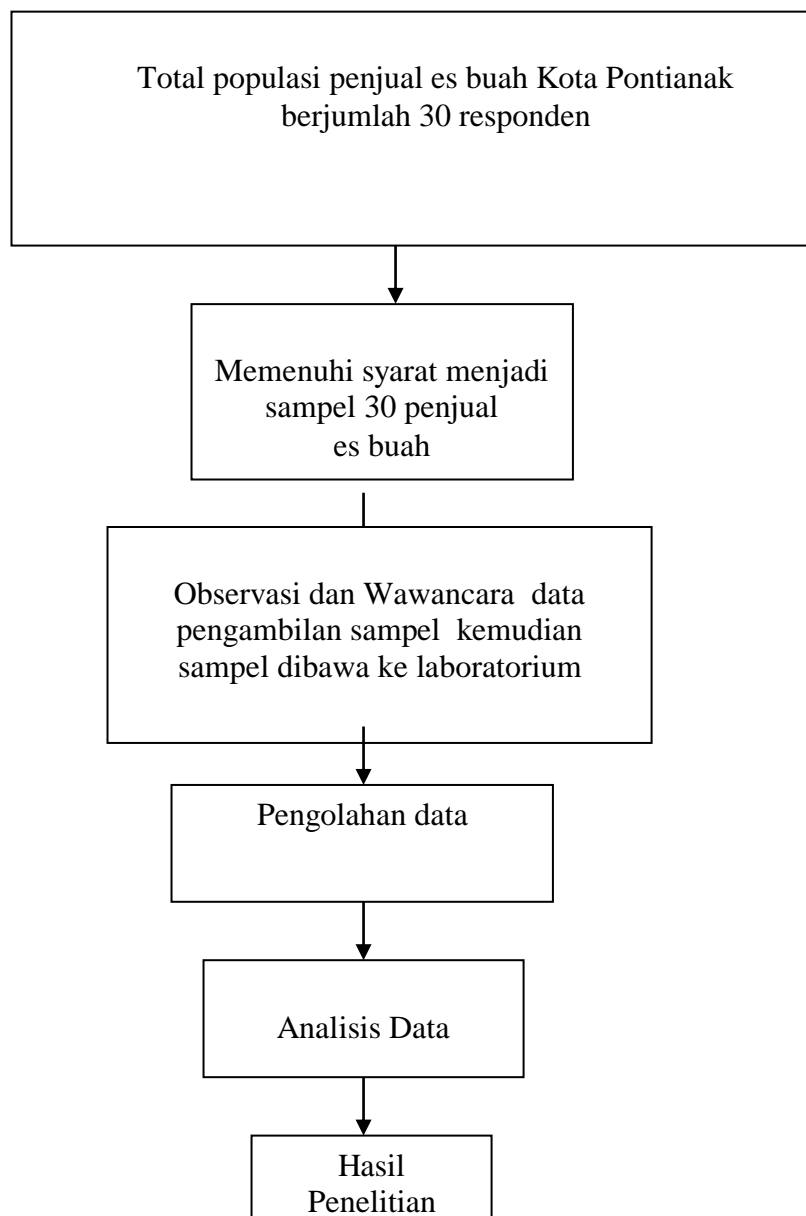 Total populasi penjual es buah Kota Pontianak
berjumlah 30 responden
Memenuhi syarat menjadi
sampel 30 penjual
es buah
Observasi dan Wawancara data
pengambilan sampel kemudian
sampel dibawa ke laboratorium
Pengolahan data
Analisis Data
Hasil
Penelitian